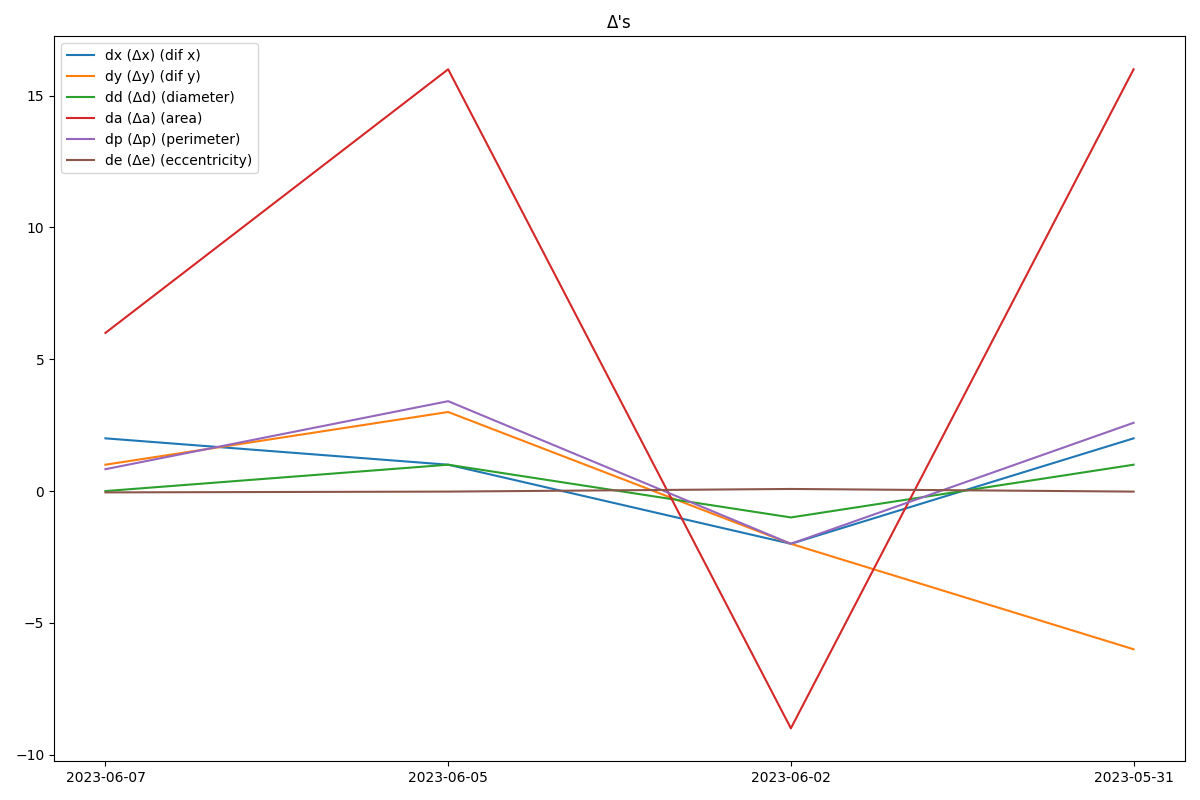 Δ's
dx (Δx) (dif x)
dy (Δy) (dif y)
dd (Δd) (diameter)
da (Δa) (area)
dp (Δp) (perimeter)
de (Δe) (eccentricity)
15
10
5
0
−5
−10
2023-06-07 2023-06-05 2023-06-02 2023-05-31